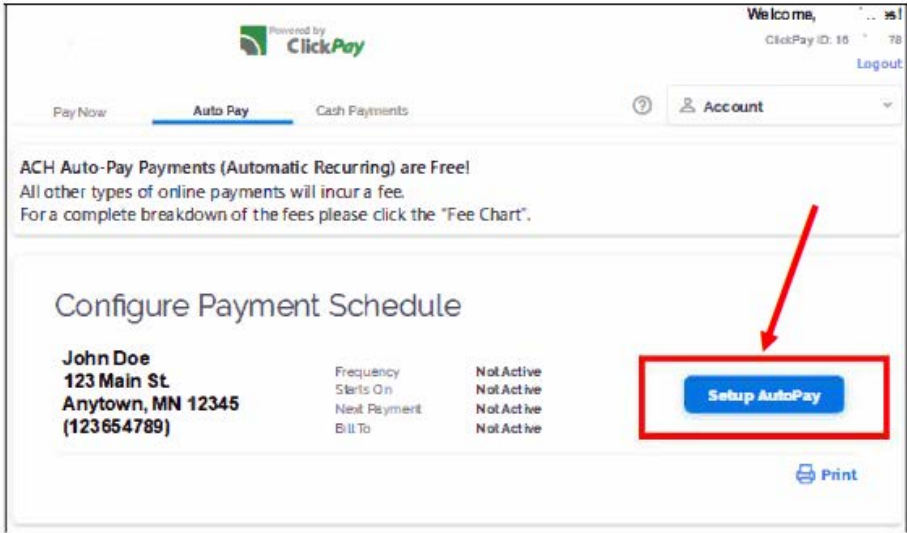 Powered by
ClickPay
Welcome,
ClickPay ID: 16 78
Logout
Pay Now Auto Pay Cash Payments
? Account
ACH Auto-Pay Payments (Automatic Recurring) are Free!
All other types of online payments will incur a fee.
For a complete breakdown of the fees please click the "Fee Chart".
Configure Payment Schedule
John Doe
123 Main St.
Anytown, MN 12345
(123654789)
Frequency Not Active
Starts On Not Active
Next Payment Not Active
Bill To Not Active
Setup AutoPay
Print